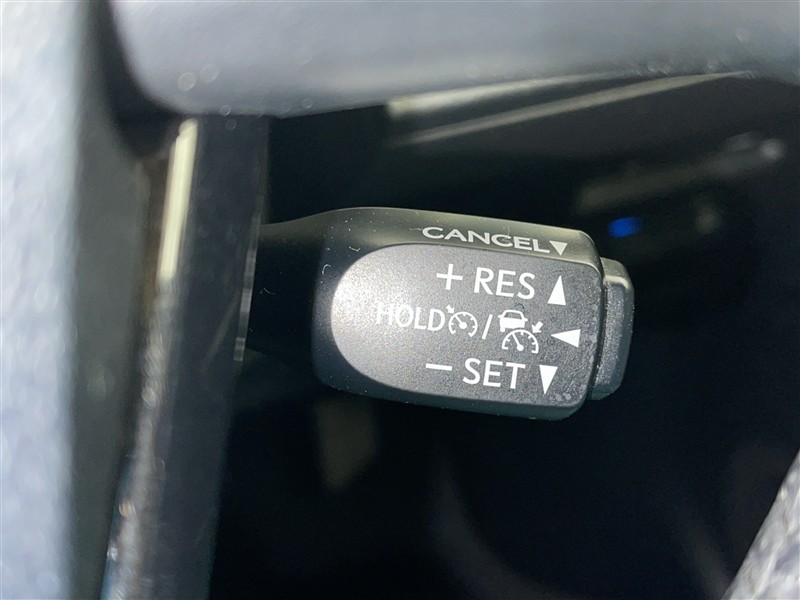 CANCEL▼
+ RES ▲
HOLD / ◀
− SET ▼